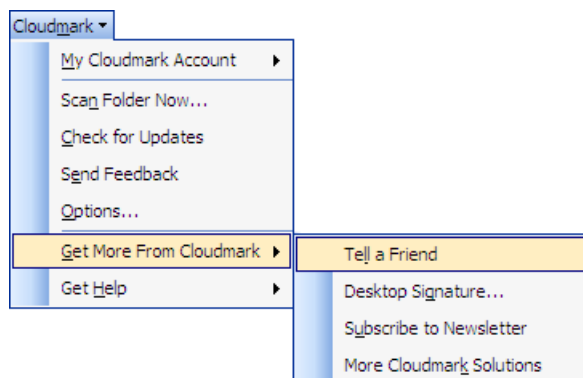 Cloudmark
My Cloudmark Account
Scan Folder Now...
Check for Updates
Send Feedback
Options...
Get More From Cloudmark
Tell a Friend
Get Help
Desktop Signature...
Subscribe to Newsletter
More Cloudmark Solutions